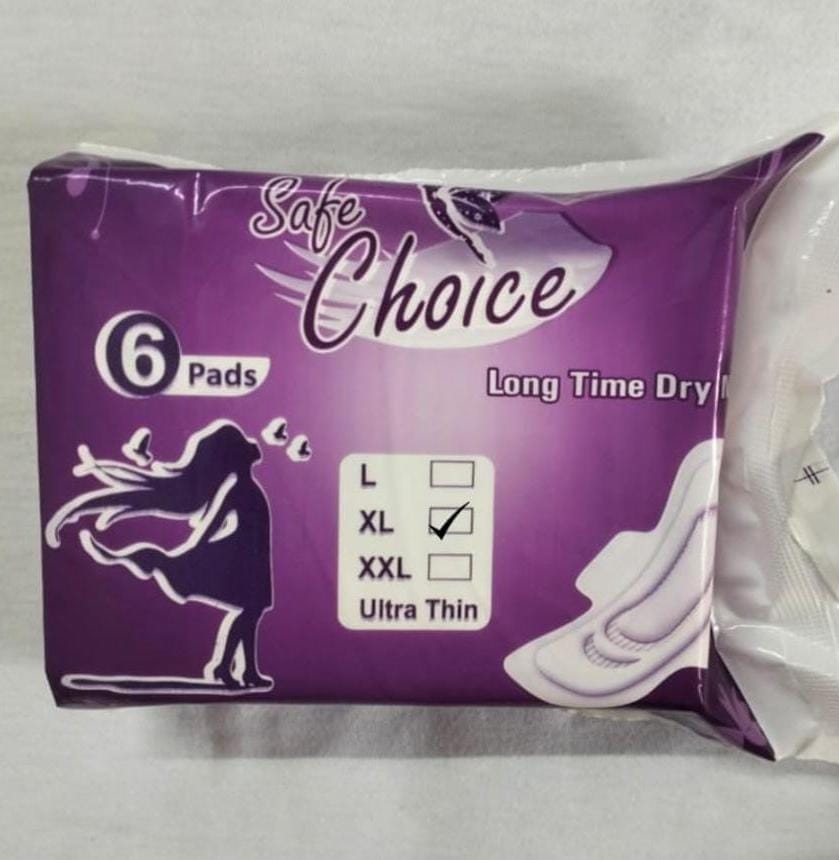 Safe
Choice
6 Pads
Long Time Dry
L
XL
XXL
Ultra Thin